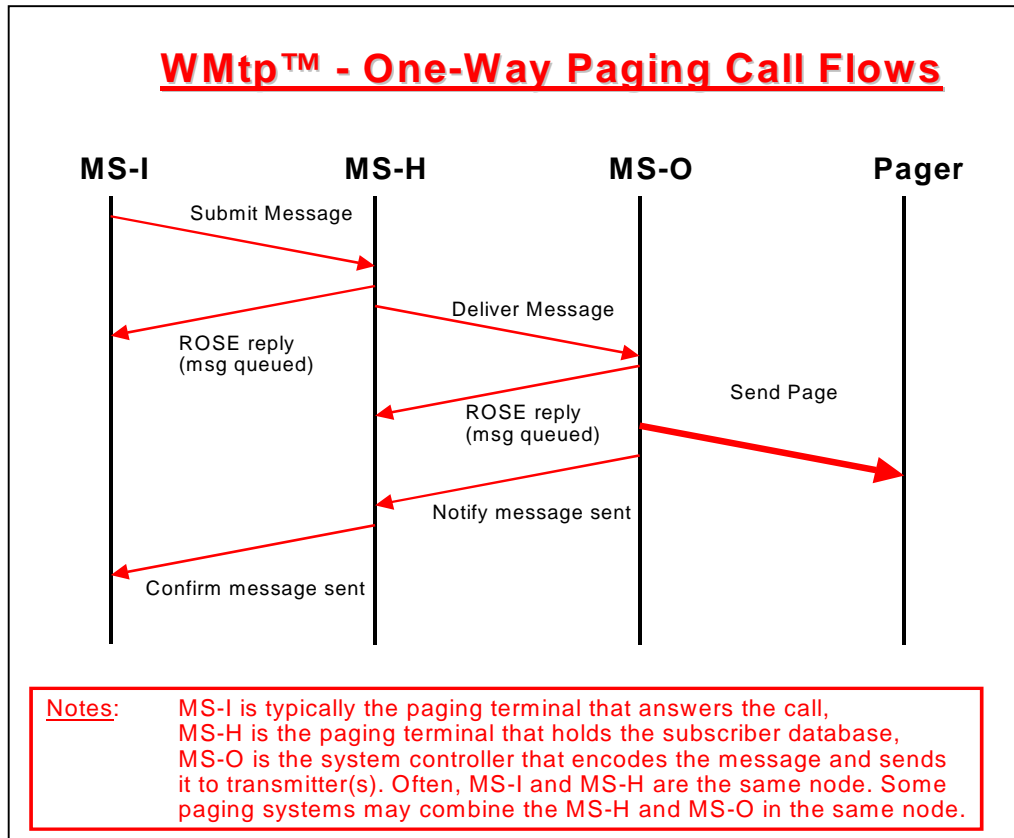 WMtp™ - One-Way Paging Call Flows
MS-I MS-H MS-O Pager
Submit Message
Deliver Message
ROSE reply
(msg queued)
Send Page
ROSE reply
(msg queued)
Notify message sent
Confirm message sent
Notes: MS-I is typically the paging terminal that answers the call,
MS-H is the paging terminal that holds the subscriber database,
MS-O is the system controller that encodes the message and sends
it to transmitter(s). Often, MS-I and MS-H are the same node. Some
paging systems may combine the MS-H and MS-O in the same node.